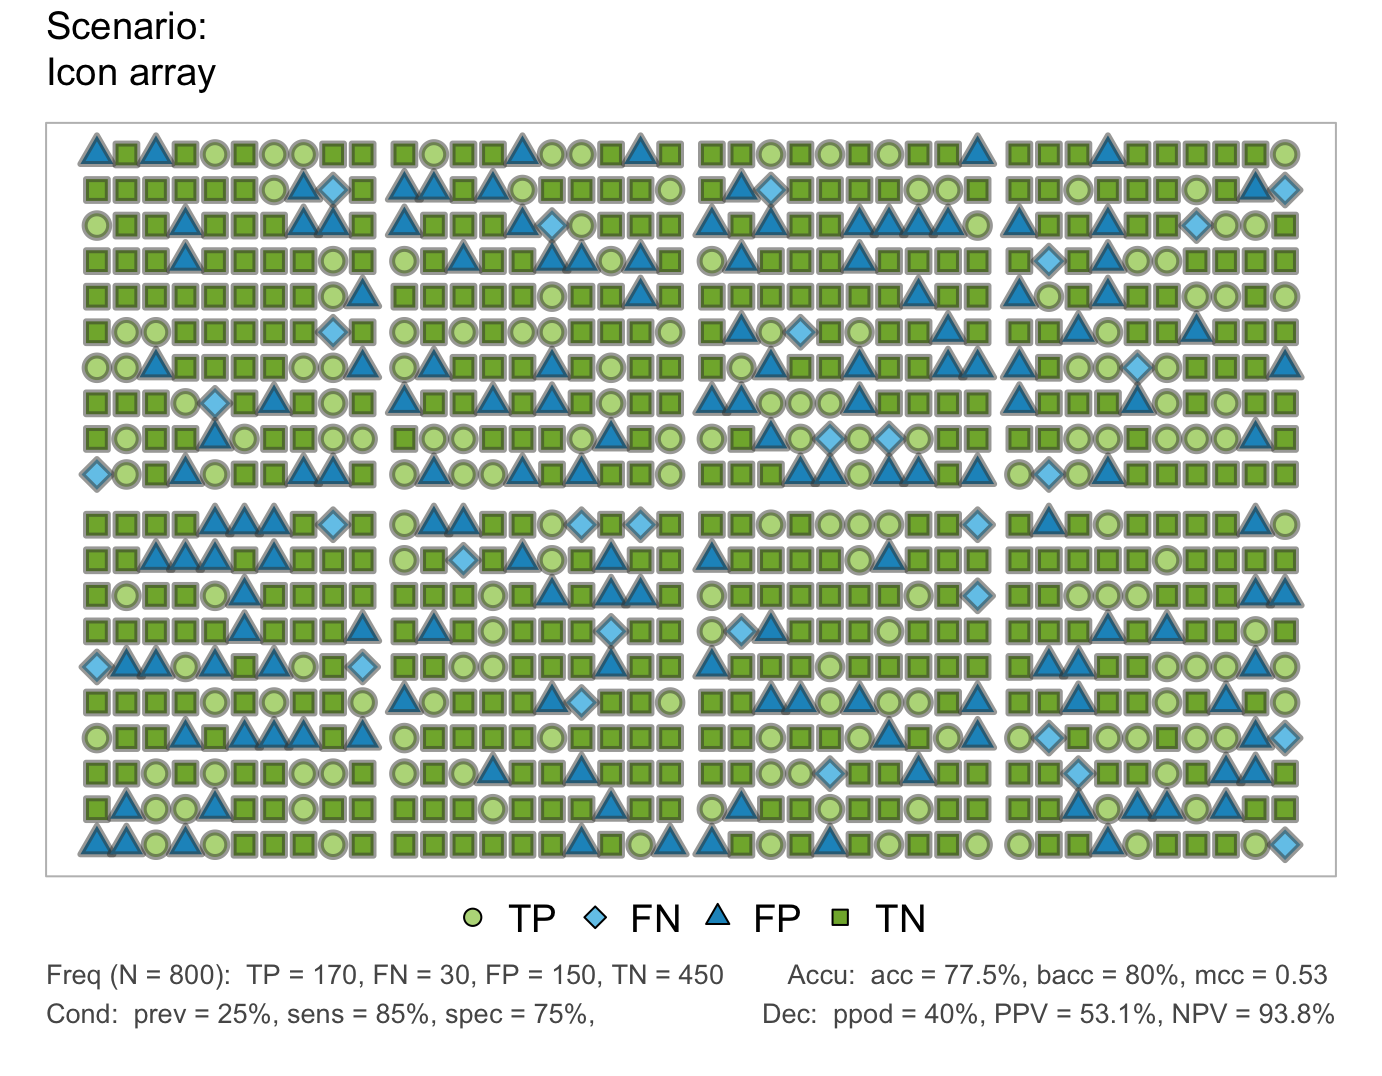 Scenario:
Icon array
TP FN FP TN
Freq (N = 800):  TP = 170, FN = 30, FP = 150, TN = 450
Accu:  acc = 77.5%, bacc = 80%, mcc = 0.53
Cond:  prev = 25%, sens = 85%, spec = 75%,
Dec:  ppod = 40%, PPV = 53.1%, NPV = 93.8%